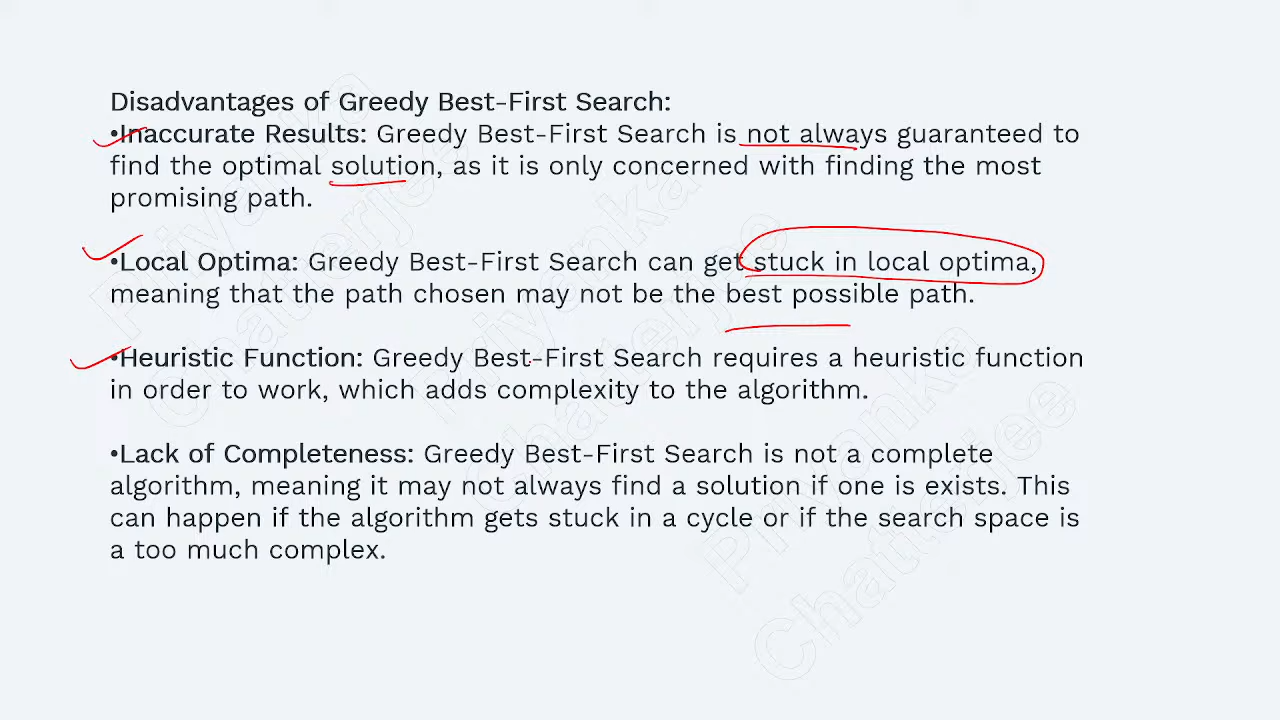 Disadvantages of Greedy Best-First Search:
•Inaccurate Results: Greedy Best-First Search is not always guaranteed to
find the optimal solution, as it is only concerned with finding the most
promising path.
•Local Optima: Greedy Best-First Search can get stuck in local optima,
meaning that the path chosen may not be the best possible path.
•Heuristic Function: Greedy Best-First Search requires a heuristic function
in order to work, which adds complexity to the algorithm.
•Lack of Completeness: Greedy Best-First Search is not a complete
algorithm, meaning it may not always find a solution if one is exists. This
can happen if the algorithm gets stuck in a cycle or if the search space is
a too much complex.
Priyanka
Chatterjee
Priyanka
Chatterjee
Priyanka
Chatterjee